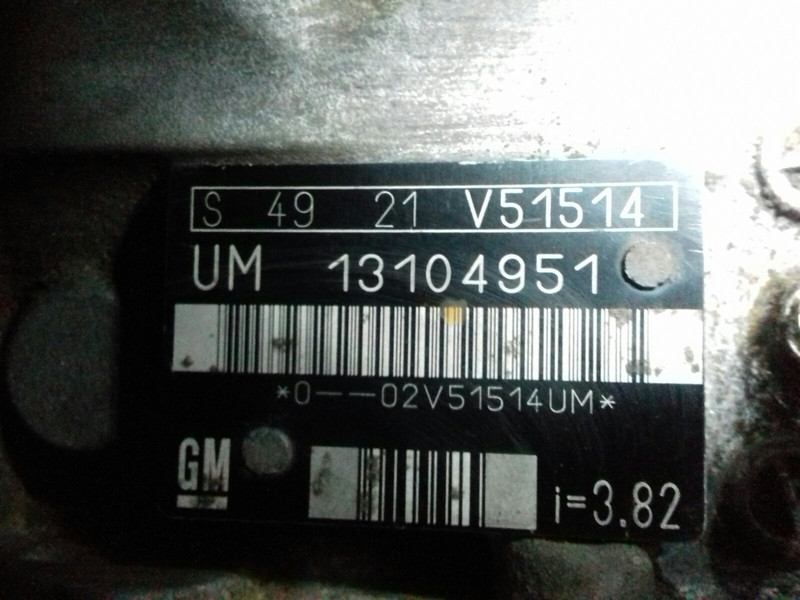 S 49 21 V51514
UM 13104951
*0———02V51514UM*
GM
i=3.82